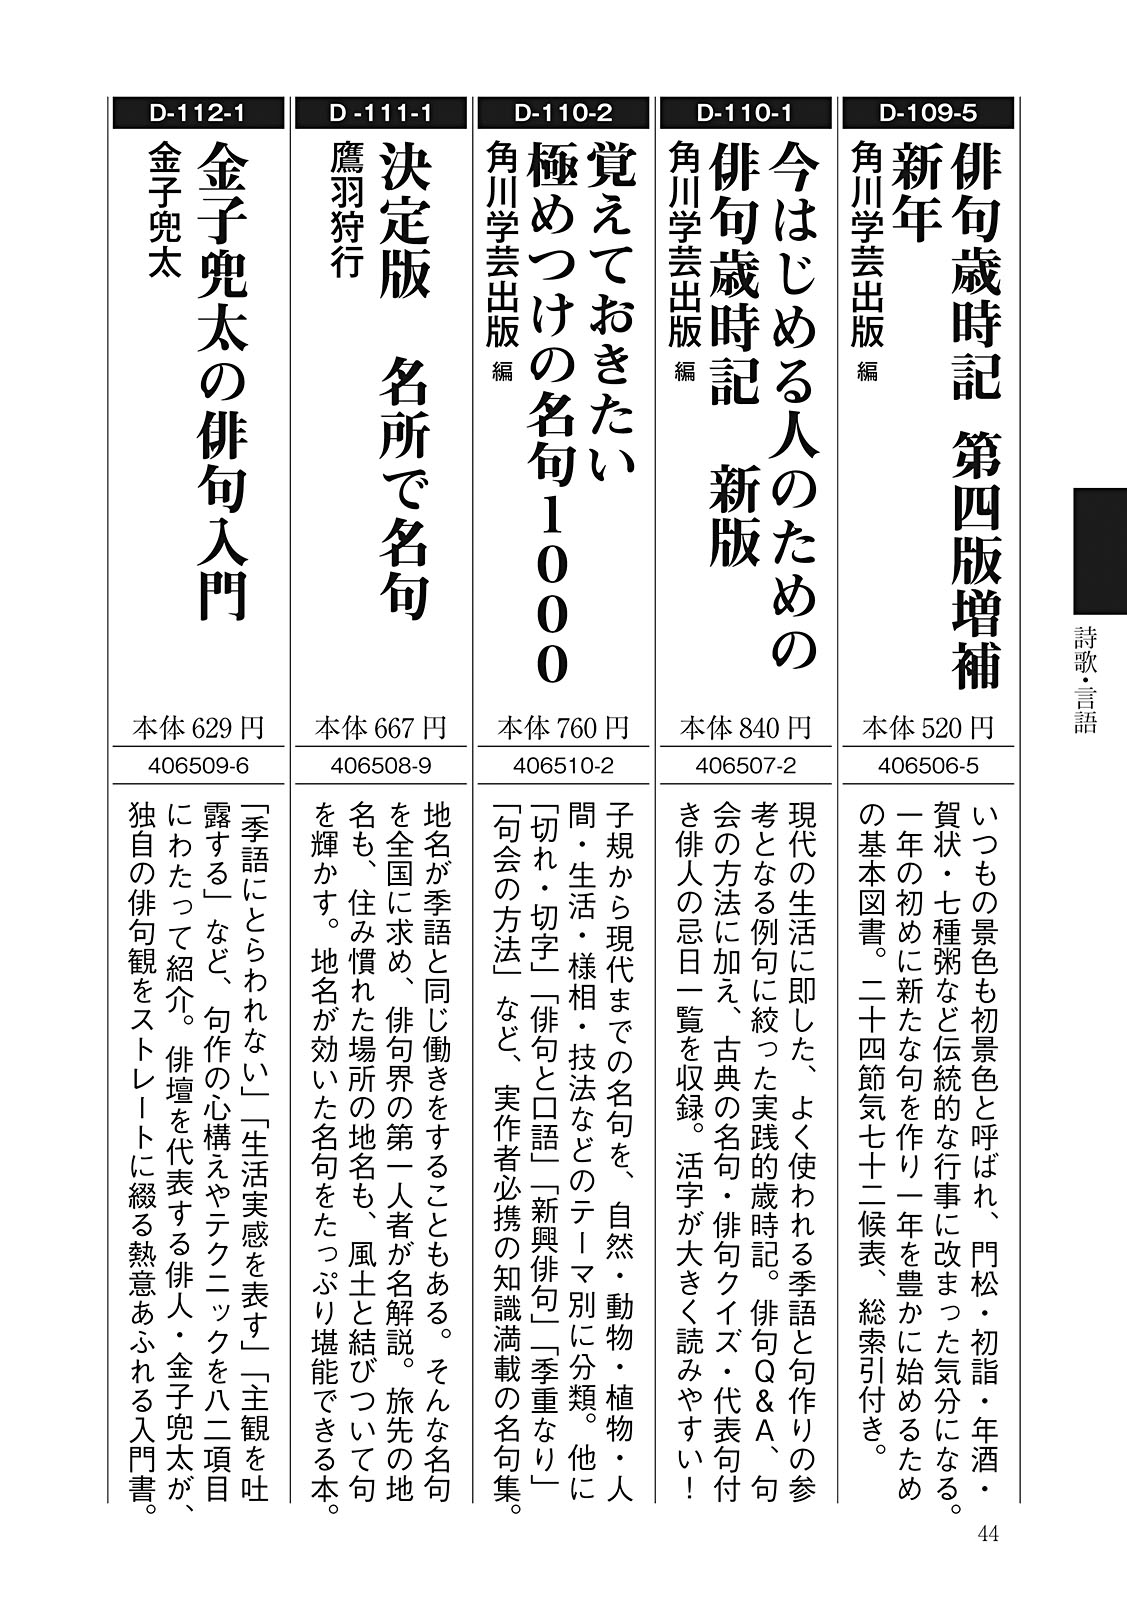 詩歌・言語
D-109-5
俳句歳時記 第四版増補
新年
角川学芸出版 編
本体 520 円
406506-5
いつもの景色も初景色と呼ばれ、門松・初詣・年酒・
賀状・七種粥など伝統的な行事に改まった気分になる。
一年の初めに新たな句を作り一年を豊かに始めるため
の基本図書。二十四節気七十二候表、総索引付き。
D-110-1
今はじめる人のための
俳句歳時記 新版
角川学芸出版 編
本体 840 円
406507-2
現代の生活に即した、よく使われる季語と句作りの参
考となる例句に絞った実践的歳時記。俳句Q&A、句
会の方法に加え、古典の名句・俳句クイズ・代表句付
き俳人の忌日一覧を収録。活字が大きく読みやすい!
D-110-2
覚えておきたい
極めつけの名句1000
角川学芸出版 編
本体 760 円
406510-2
子規から現代までの名句を、自然・動物・植物・人
間・生活・様相・技法などのテーマ別に分類。他に
「切れ・切字」「俳句と口語」「新興俳句」「季重なり」
「句会の方法」など、実作者必携の知識満載の名句集。
D-111-1
決定版 名所で名句
鷹羽狩行
本体 667 円
406508-9
地名が季語と同じ働きをすることもある。そんな名句
を全国に求め、俳句界の第一人者が名解説。旅先の地
名も、住み慣れた場所の地名も、風土と結びついて句
を輝かす。地名が効いた名句をたっぷり堪能できる本。
D-112-1
金子兜太の俳句入門
金子兜太
本体 629 円
406509-6
「季語にとらわれない」「生活実感を表す」「主観を吐
露する」など、句作の心構えやテクニックを八二項目
にわたって紹介。俳壇を代表する俳人・金子兜太が、
独自の俳句観をストレートに綴る熱意あふれる入門書。
44